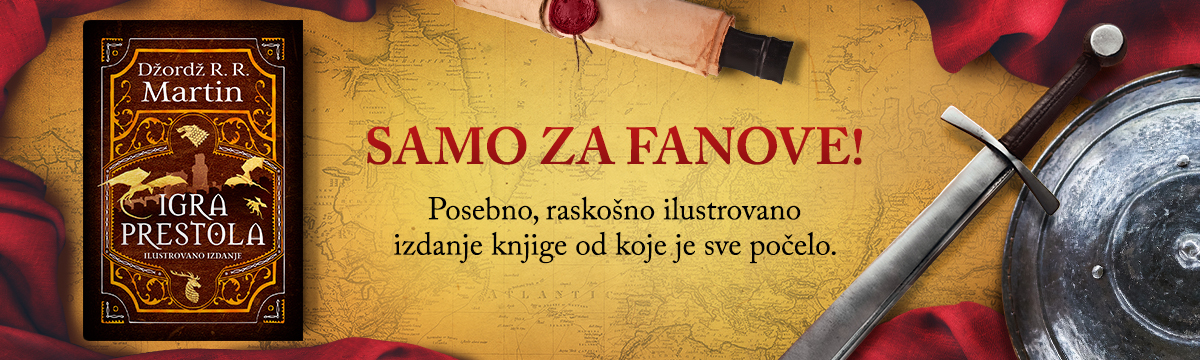 Džordž R. R.
Martin
IGRA
PRESTOLA
ILUSTROVANO IZDANJE
SAMO ZA FANOVE!
Posebno, raskošno ilustrovano
izdanje knjige od koje je sve počelo.
ATLANTIC